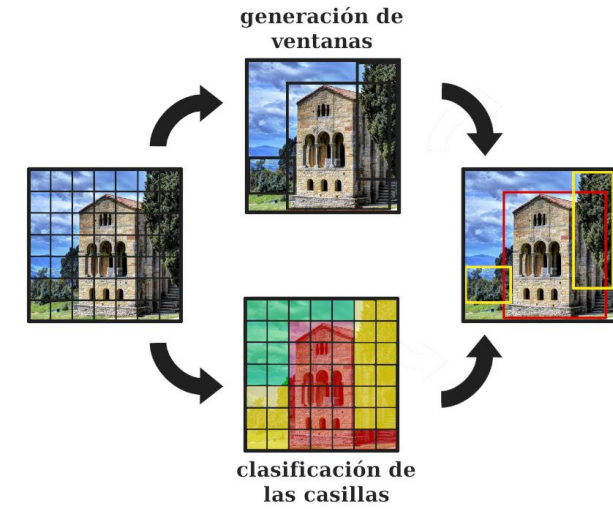 generación de
ventanas
clasificación de
las casillas